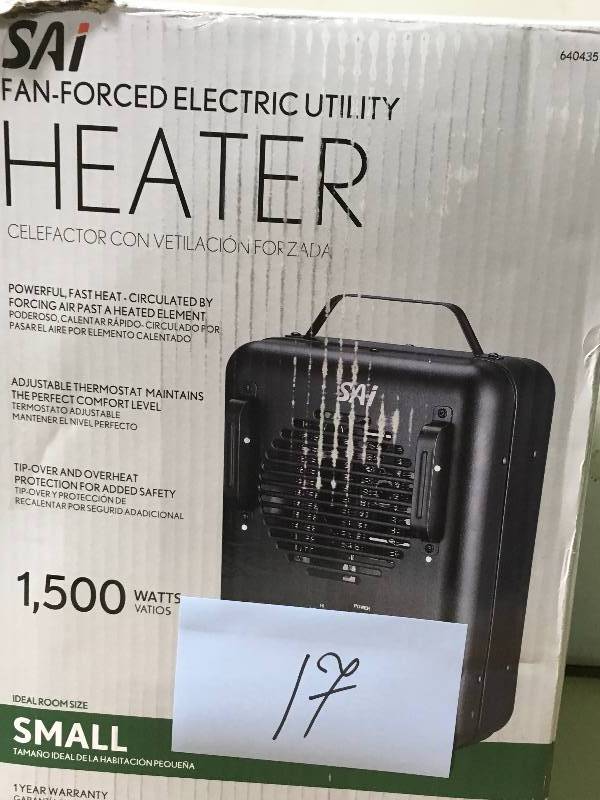 SAi
640435
FAN-FORCED ELECTRIC UTILITY
HEATER
CELEFACTOR CON VETILACIÓN FORZADA
POWERFUL, FAST HEAT - CIRCULATED BY
FORCING AIR PAST A HEATED ELEMENT
PODEROSO, CALENTAR RÁPIDO- CIRCULADO POR
PASAR EL AIRE POR ELEMENTO CALENTADO
SAi
ADJUSTABLE THERMOSTAT MAINTAINS
THE PERFECT COMFORT LEVEL
TERMOSTATO ADJUSTABLE
MANTENER EL NIVEL PERFECTO
TIP-OVER AND OVERHEAT
PROTECTION FOR ADDED SAFETY
TIP-OVER Y PROTECCIÓN DE
RECALENTAR POR SEGURID ADADICIONAL
1,500 WATTS
VATIOS
HI POWER
17
IDEAL ROOM SIZE
SMALL
TAMAÑO IDEAL DE LA HABITACIÓN PEQUEÑA
1 YEAR WARRANTY